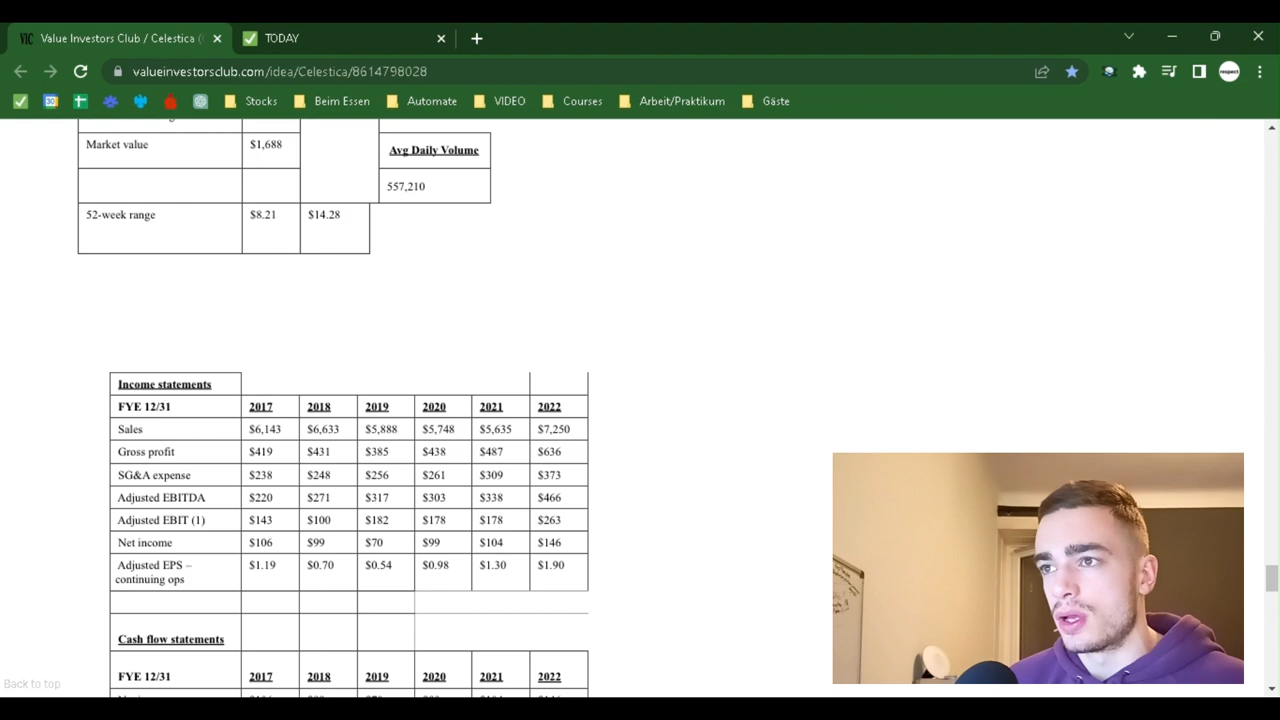 VIC Value Investors Club / Celestica (
TODAY
valueinvestorsclub.com/idea/Celestica/8614798028
respect
Stocks Beim Essen Automate VIDEO Courses Arbeit/Praktikum Gäste
Market value $1,688
Avg Daily Volume
557,210
52-week range $8.21 $14.28
Income statements
FYE 12/31 2017 2018 2019 2020 2021 2022
Sales $6,143 $6,633 $5,888 $5,748 $5,635 $7,250
Gross profit $419 $431 $385 $438 $487 $636
SG&A expense $238 $248 $256 $261 $309 $373
Adjusted EBITDA $220 $271 $317 $303 $338 $466
Adjusted EBIT (1) $143 $100 $182 $178 $178 $263
Net income $106 $99 $70 $99 $104 $146
Adjusted EPS – $1.19 $0.70 $0.54 $0.98 $1.30 $1.90
continuing ops
Cash flow statements
FYE 12/31 2017 2018 2019 2020 2021 2022
Back to top